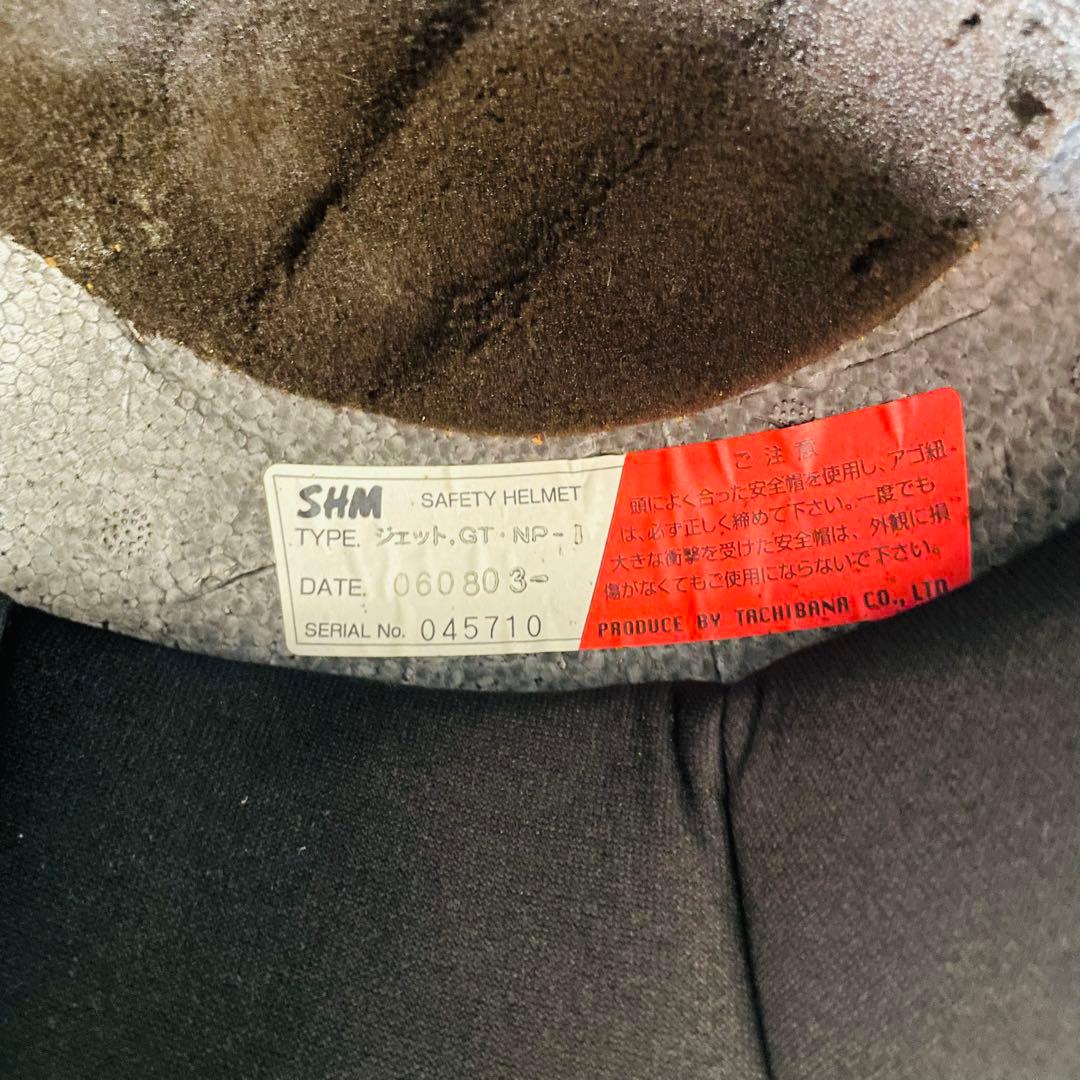 SHM SAFETY HELMET
TYPE. ジェット.GT・NP-I
DATE. 060803-
SERIAL No. 045710
ご注意
頭によく合った安全帽を使用し、アゴ紐
は、必ず正しく締めて下さい。一度でも
大きな衝撃を受けた安全帽は、外観に損
傷がなくてもご使用にならないで下さい。
PRODUCE BY TACHIBANA CO., LTD.